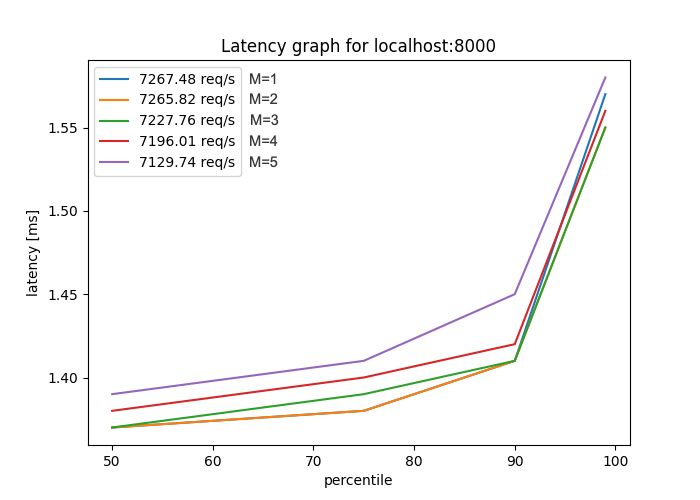 Latency graph for localhost:8000
7267.48 req/s M=1
7265.82 req/s M=2
7227.76 req/s M=3
7196.01 req/s M=4
7129.74 req/s M=5
1.55
1.50
1.45
1.40
latency [ms]
50 60 70 80 90 100
percentile